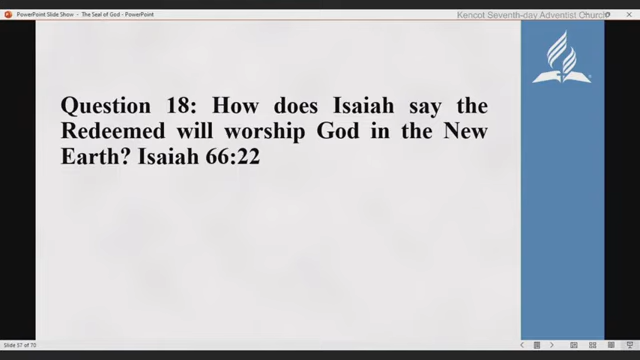 PowerPoint Slide Show - The Seal of God - PowerPoint
Kencot Seventh-day Adventist Church
Question 18: How does Isaiah say the
Redeemed will worship God in the New
Earth? Isaiah 66:22
Slide 57 of 70